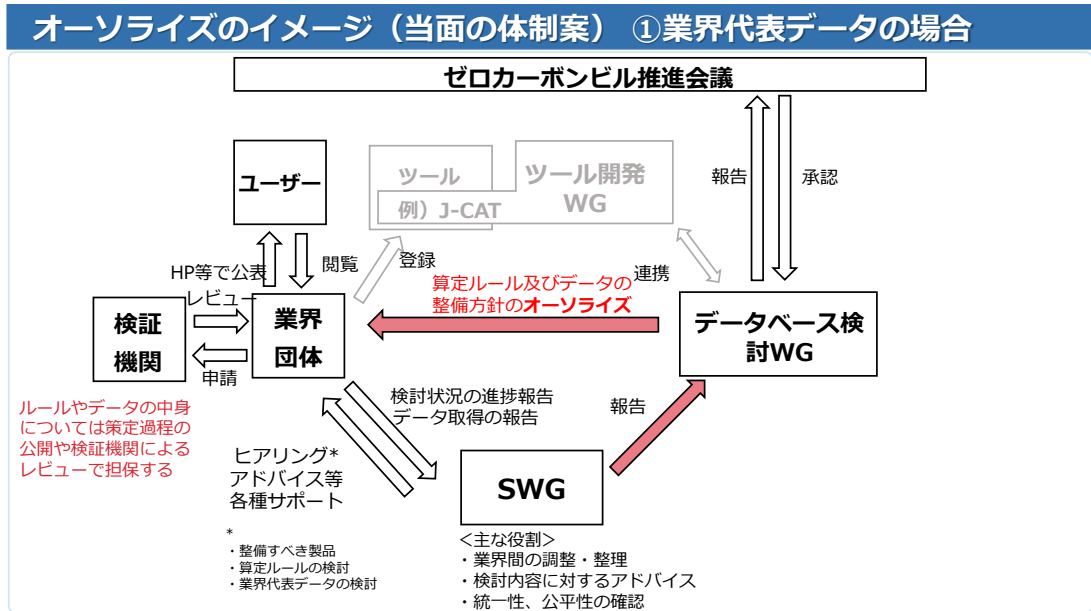 オーソライズのイメージ（当面の体制案） ①業界代表データの場合
ゼロカーボンビル推進会議
ユーザー
ツール
例）J-CAT
ツール開発
WG
報告
承認
HP等で公表
閲覧
登録
連携
レビュー
算定ルール及びデータの
整備方針のオーソライズ
検証
機関
業界
団体
データベース検
討WG
申請
ルールやデータの中身
については策定過程の
公開や検証機関による
レビューで担保する
検討状況の進捗報告
データ取得の報告
報告
ヒアリング*
アドバイス等
各種サポート
SWG
*
・整備すべき製品
・算定ルールの検討
・業界代表データの検討
＜主な役割＞
・業界間の調整・整理
・検討内容に対するアドバイス
・統一性、公平性の確認